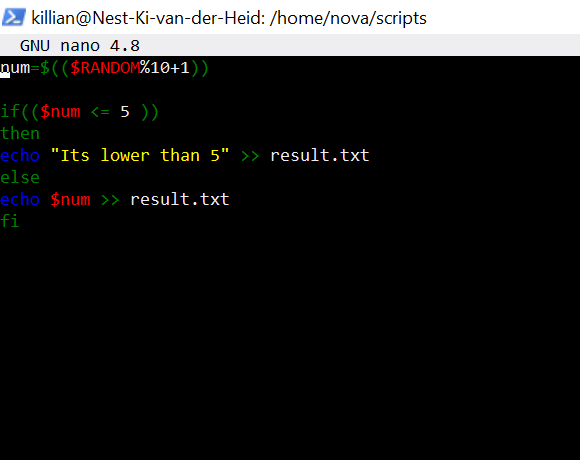 killian@Nest-Ki-van-der-Heid: /home/nova/scripts
GNU nano 4.8
num=$(($RANDOM%10+1))
if(($num <= 5 ))
then
echo "Its lower than 5" >> result.txt
else
echo $num >> result.txt
fi